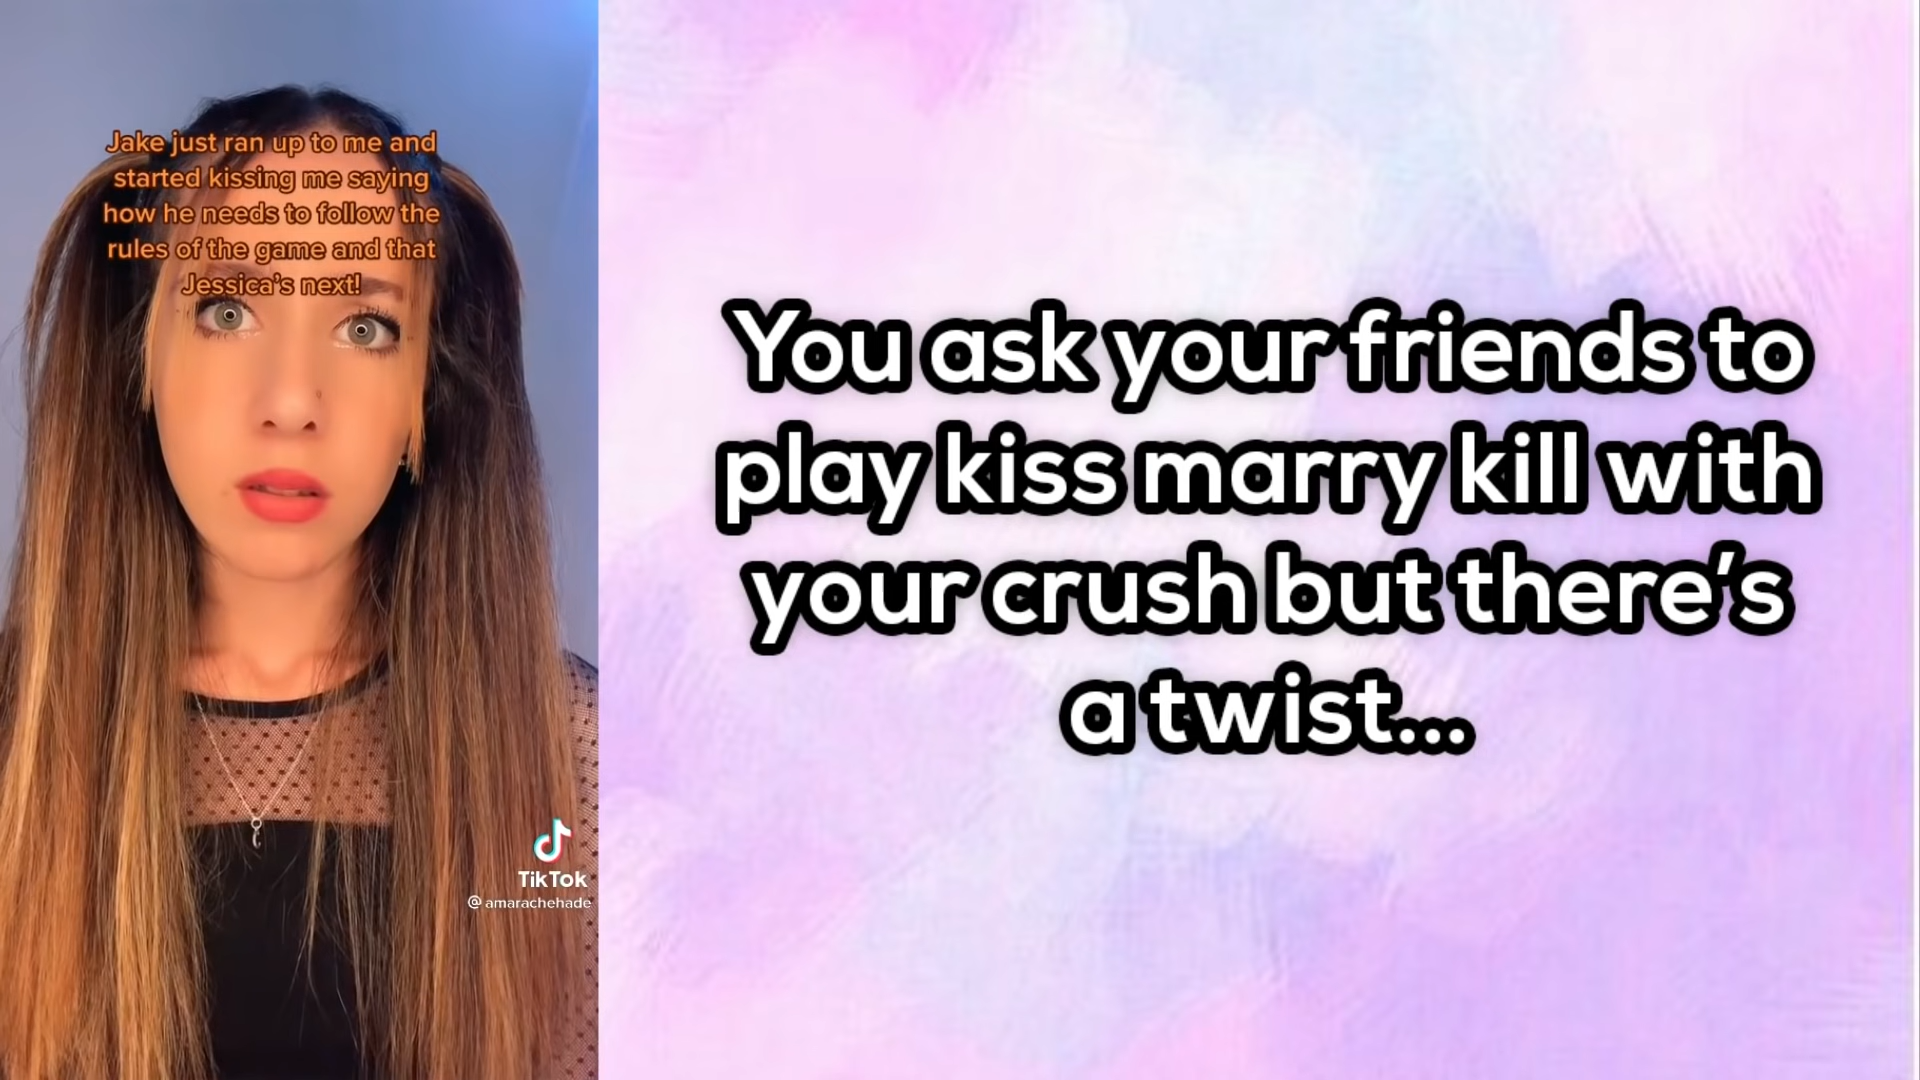 Jake just ran up to me and
started kissing me saying
how he needs to follow the
rules of the game and that
Jessica's next!
TikTok
@amarachehade
You ask your friends to
play kiss marry kill with
your crush but there's
a twist...